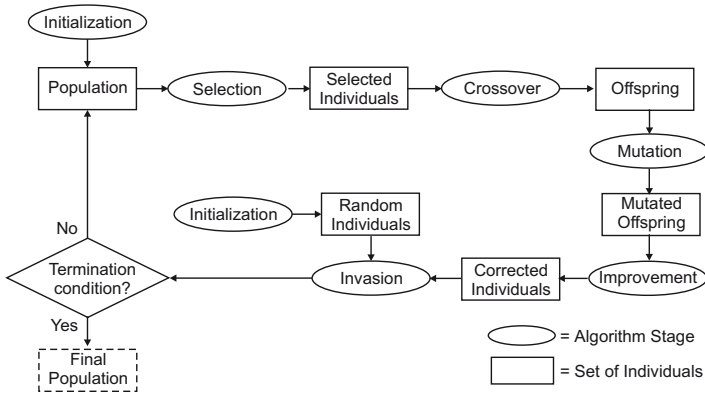 Initialization
Population
Selection
Selected
Individuals
Crossover
Offspring
Mutation
Mutated
Offspring
Improvement
Corrected
Individuals
Initialization
Random
Individuals
Invasion
Termination
condition?
No
Yes
Final
Population
= Algorithm Stage
= Set of Individuals